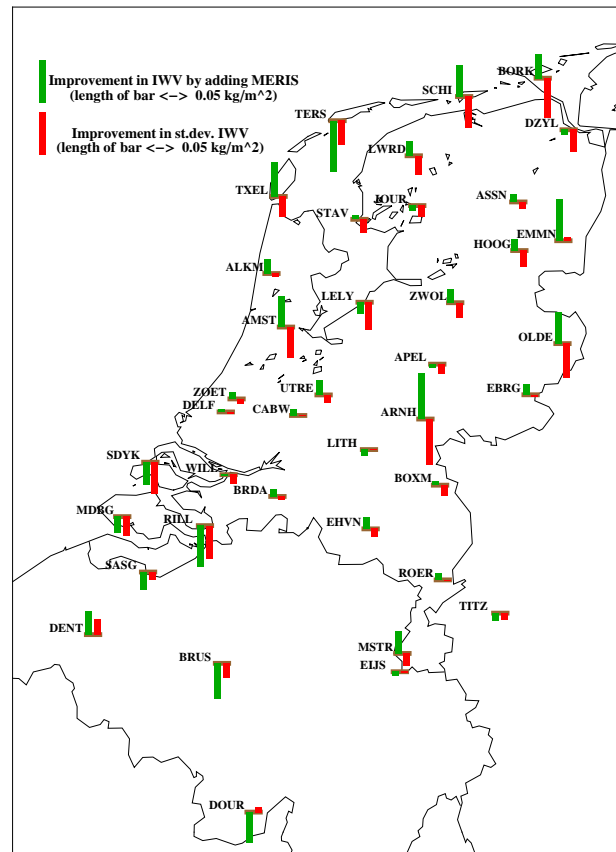 Improvement in IWV by adding MERIS
(length of bar <−> 0.05 kg/m^2)
Improvement in st.dev. IWV
(length of bar <−> 0.05 kg/m^2)
BORK
SCHI
TERS
DZYL
LWRD
TXEL
JOUR
ASSN
STAV
EMMN
HOOG
ALKM
LELY
ZWOL
AMST
OLDE
APEL
ZOET
UTRE
EBRG
DELF
CABW
ARNH
LITH
SDYK
WILL
BRDA
BOXM
MDBG
RILL
EHVN
SASG
ROER
TITZ
DENT
MSTR
BRUS
EIJS
DOUR